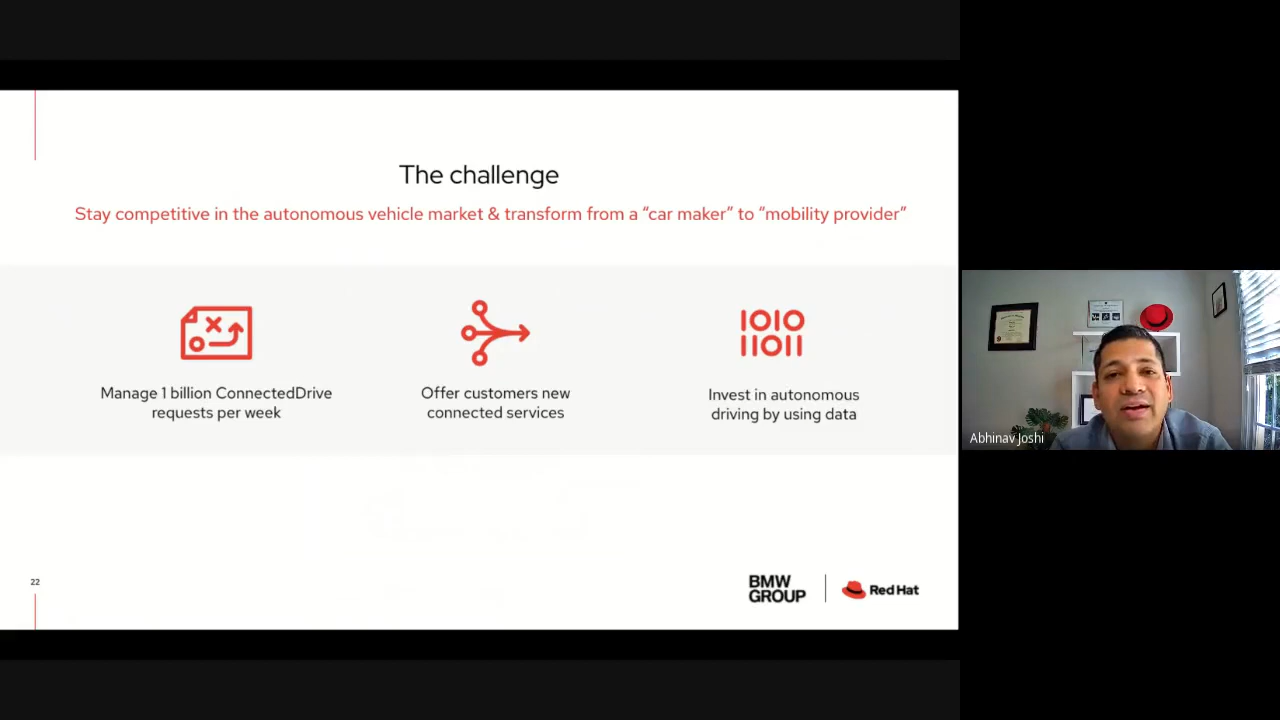 The challenge
Stay competitive in the autonomous vehicle market & transform from a “car maker” to “mobility provider”
1010
11011
Manage 1 billion ConnectedDrive
requests per week
Offer customers new
connected services
Invest in autonomous
driving by using data
Abhinav Joshi
22
BMW
GROUP
Red Hat